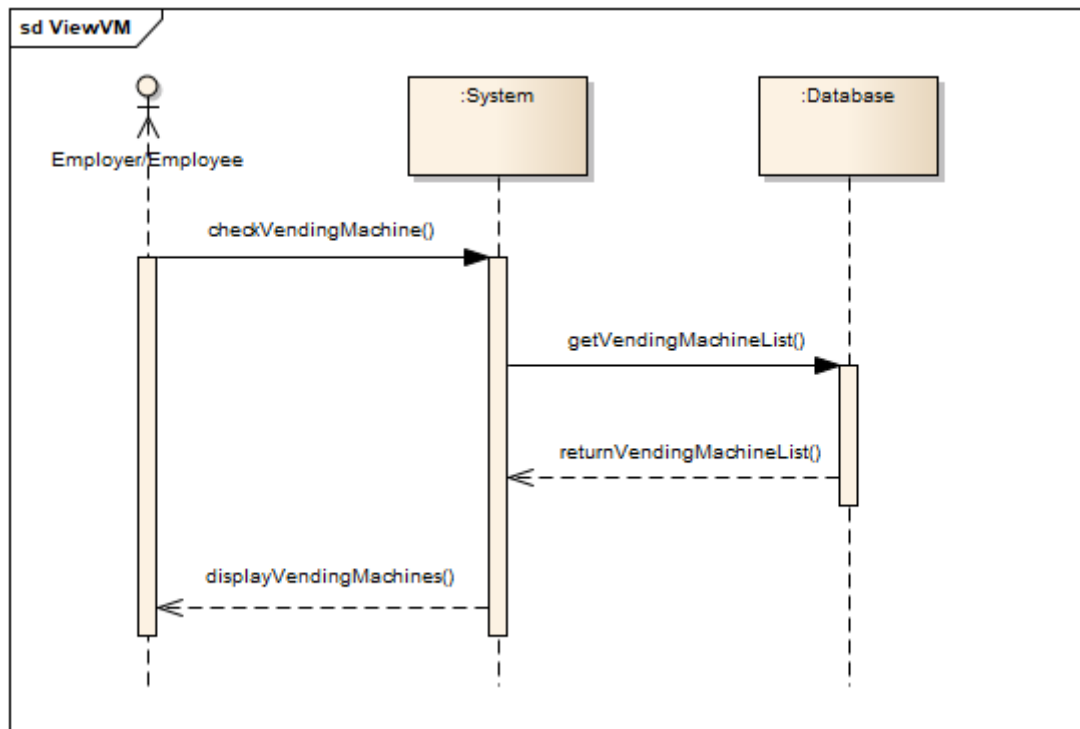 sd ViewVM
:System
:Database
Employer/Employee
checkVendingMachine()
getVendingMachineList()
returnVendingMachineList()
displayVendingMachines()